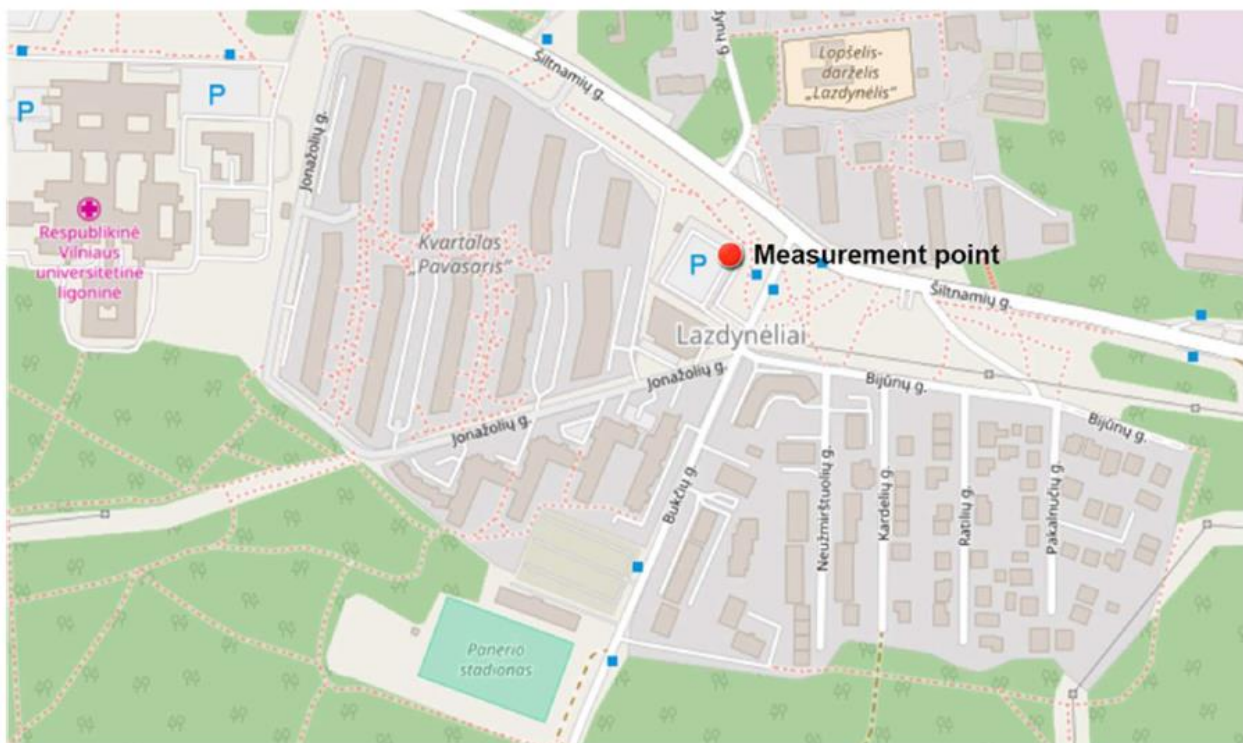 Šiltnamių g.
dynų g
Lopšelis-
darželis
„Lazdynėlis“
P
P
Jonažolių g.
Respublikinė
Vilniaus
universitetinė
ligoninė
Kvartalas
„Pavasaris“
P
Measurement point
Šiltnamių g.
Lazdynėliai
Jonažolių g.
Bijūnų g.
Bijūnų g.
Jonažolių g.
Bukčių g.
Neužmirštuolių g.
Kardelių g.
Ratilių g.
Pakalnučių g.
Panerio
stadionas